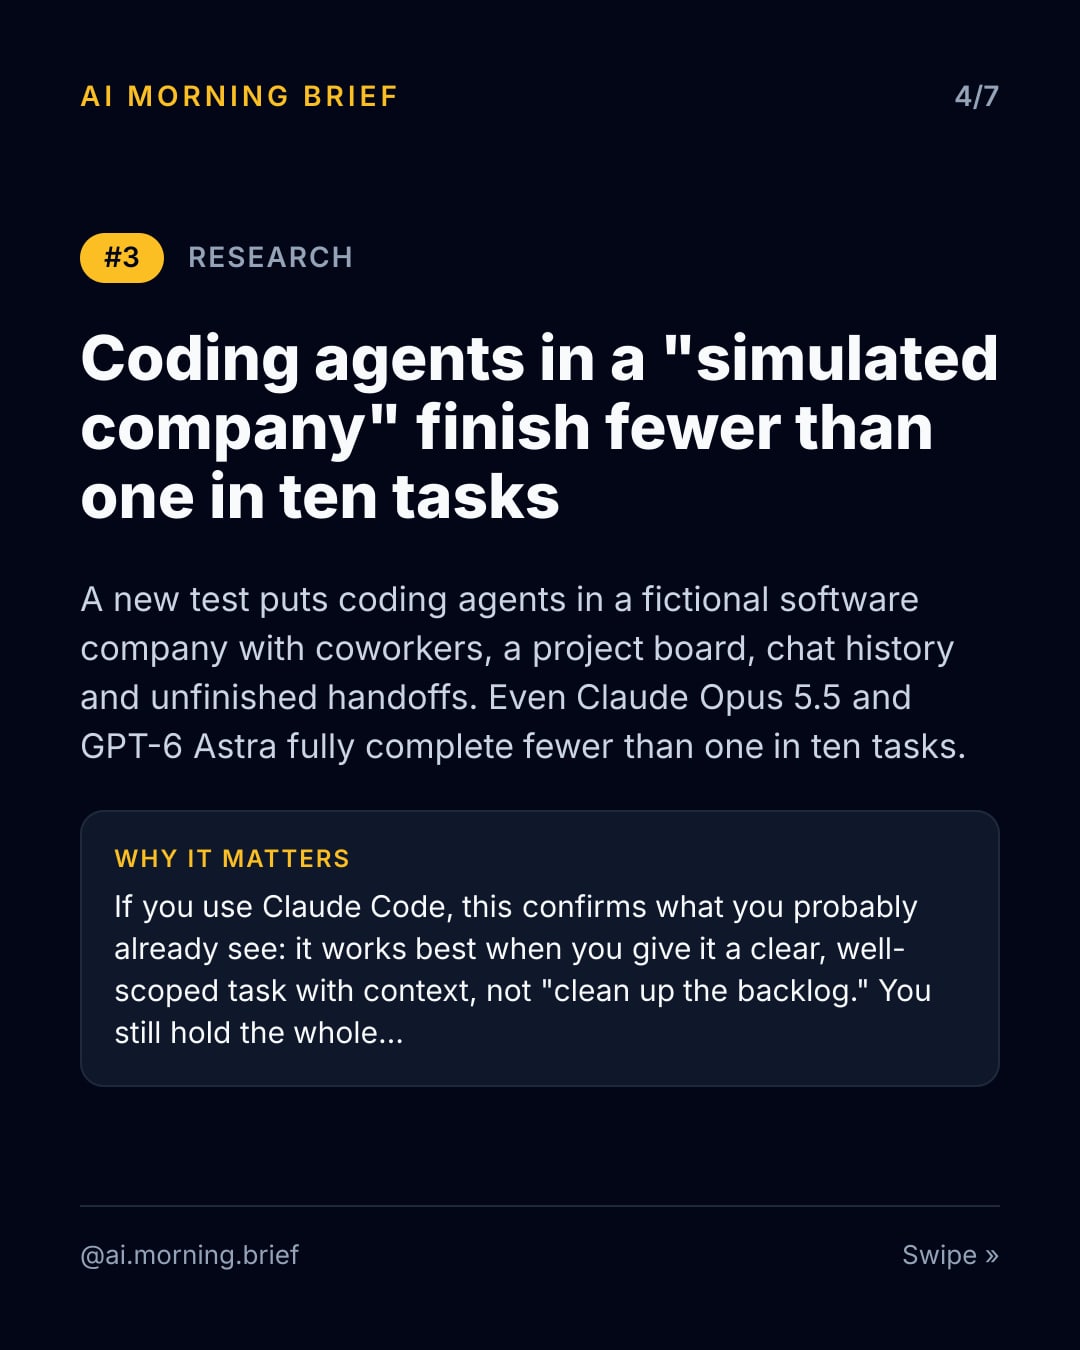 AI MORNING BRIEF
4/7
#3 RESEARCH
Coding agents in a "simulated
company" finish fewer than
one in ten tasks
A new test puts coding agents in a fictional software
company with coworkers, a project board, chat history
and unfinished handoffs. Even Claude Opus 5.5 and
GPT-6 Astra fully complete fewer than one in ten tasks.
WHY IT MATTERS
If you use Claude Code, this confirms what you probably
already see: it works best when you give it a clear, well-
scoped task with context, not "clean up the backlog." You
still hold the whole...
@ai.morning.brief
Swipe »